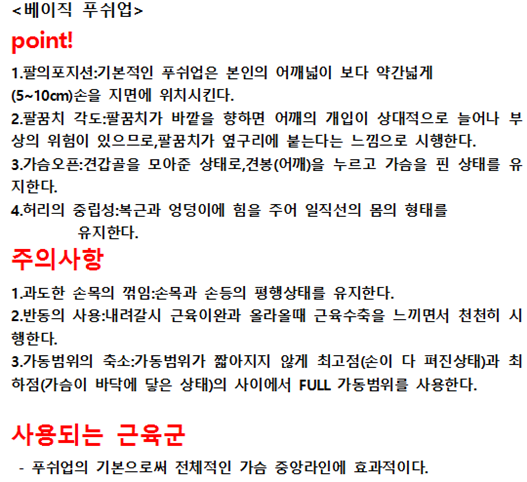 <베이직 푸쉬업>
point!
1.팔의포지션:기본적인 푸쉬업은 본인의 어깨넓이 보다 약간넓게
(5~10cm)손을 지면에 위치시킨다.
2.팔꿈치 각도:팔꿈치가 바깥을 향하면 어깨의 개입이 상대적으로 늘어나 부
상의 위험이 있으므로,팔꿈치가 옆구리에 붙는다는 느낌으로 시행한다.
3.가슴오픈:견갑골을 모아준 상태로,견봉(어깨)을 누르고 가슴을 핀 상태를 유
지한다.
4.허리의 중립성:복근과 엉덩이에 힘을 주어 일직선의 몸의 형태를
유지한다.
주의사항
1.과도한 손목의 꺾임:손목과 손등의 평행상태를 유지한다.
2.반동의 사용:내려갈시 근육이완과 올라올때 근육수축을 느끼면서 천천히 시
행한다.
3.가동범위의 축소:가동범위가 짧아지지 않게 최고점(손이 다 펴진상태)과 최
하점(가슴이 바닥에 닿은 상태)의 사이에서 FULL 가동범위를 사용한다.
사용되는 근육군
- 푸쉬업의 기본으로써 전체적인 가슴 중앙라인에 효과적이다.